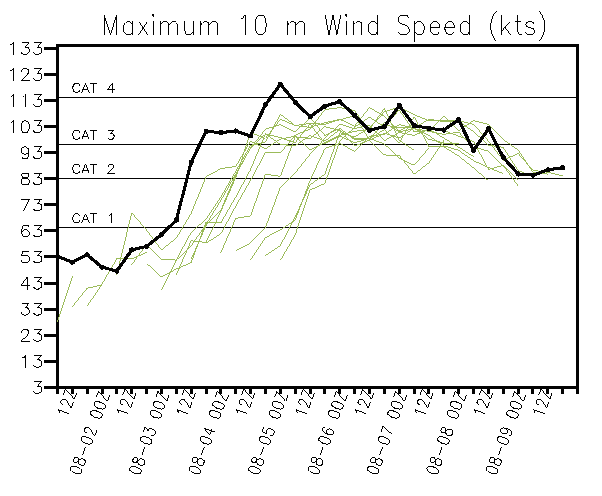 Maximum 10 m Wind Speed (kts)
133
123
113
CAT 4
103
CAT 3
93
CAT 2
83
73
CAT 1
63
53
43
33
23
13
3
12Z
08-02 00Z
12Z
08-03 00Z
12Z
08-04 00Z
12Z
08-05 00Z
12Z
08-06 00Z
12Z
08-07 00Z
12Z
08-08 00Z
12Z
08-09 00Z
12Z